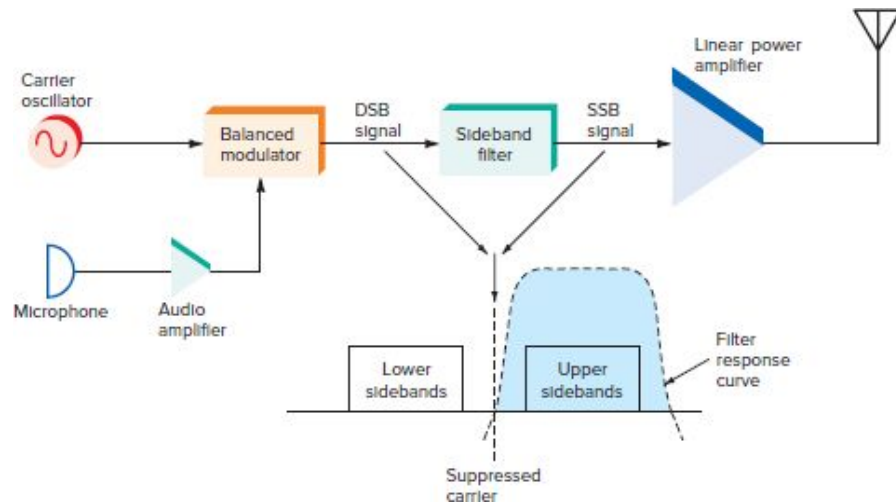 Linear power
amplifier
Carrier
oscillator
DSB
signal
SSB
signal
Balanced
modulator
Sideband
filter
Microphone
Audio
amplifier
Filter
response
curve
Lower
sidebands
Upper
sidebands
Suppressed
carrier